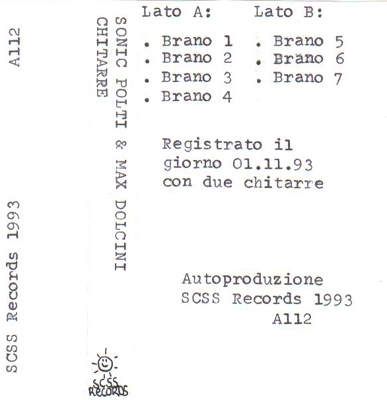 A112
SCSS Records 1993
SONIC POLTI & MAX DOLCINI
CHITARRE
SCSS
RECORDS
Lato A: Lato B:
. Brano 1 . Brano 5
. Brano 2 . Brano 6
. Brano 3 . Brano 7
. Brano 4
Registrato il
giorno 01.11.93
con due chitarre
Autoproduzione
SCSS Records 1993
A112